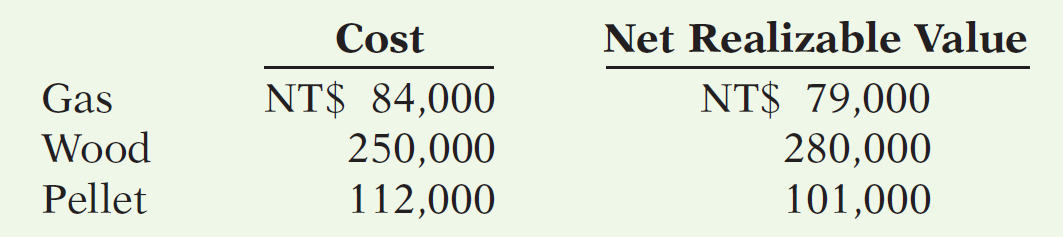 Cost Net Realizable Value
Gas NT$ 84,000 NT$ 79,000
Wood 250,000 280,000
Pellet 112,000 101,000